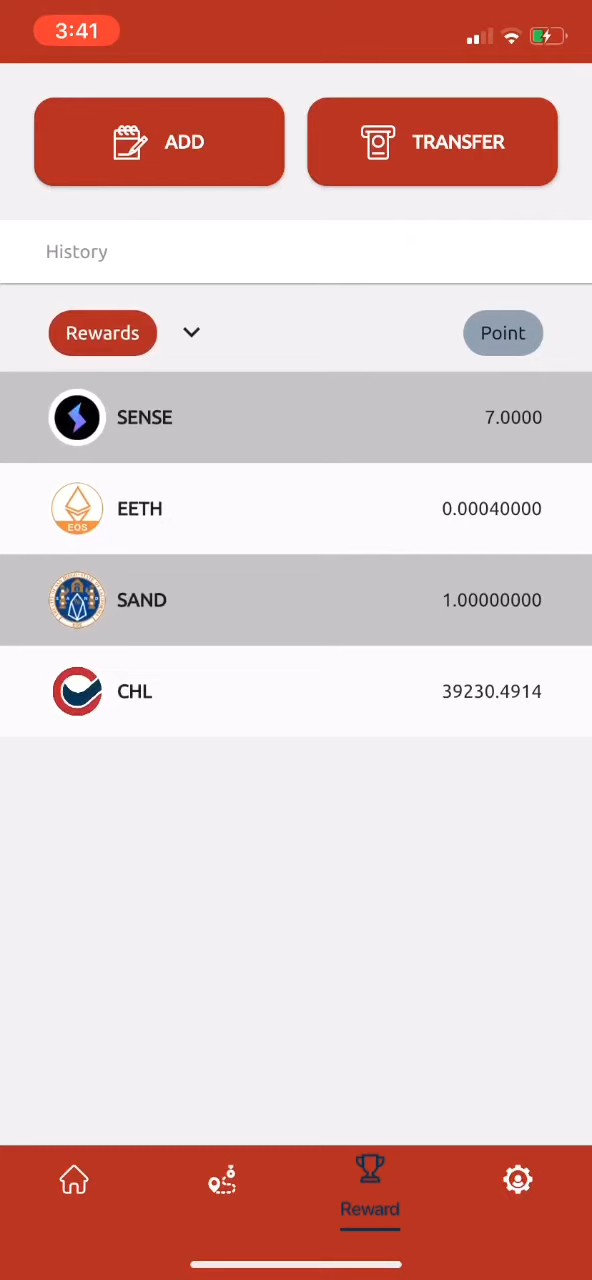 3:41
ADD
TRANSFER
History
Rewards
Point
SENSE 7.0000
EOS
EETH 0.00040000
SAND 1.00000000
CHL 39230.4914
Reward